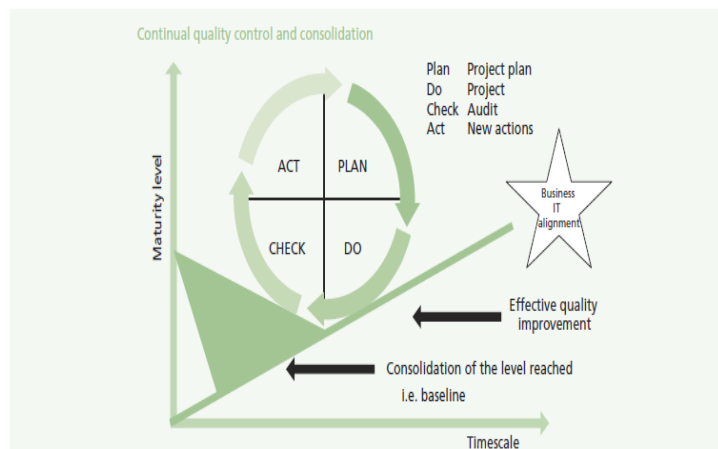 Continual quality control and consolidation
Plan Project plan
Do Project
Check Audit
Act New actions
Maturity level
ACT PLAN
CHECK DO
Business
IT
alignment
Effective quality
improvement
Consolidation of the level reached
i.e. baseline
Timescale